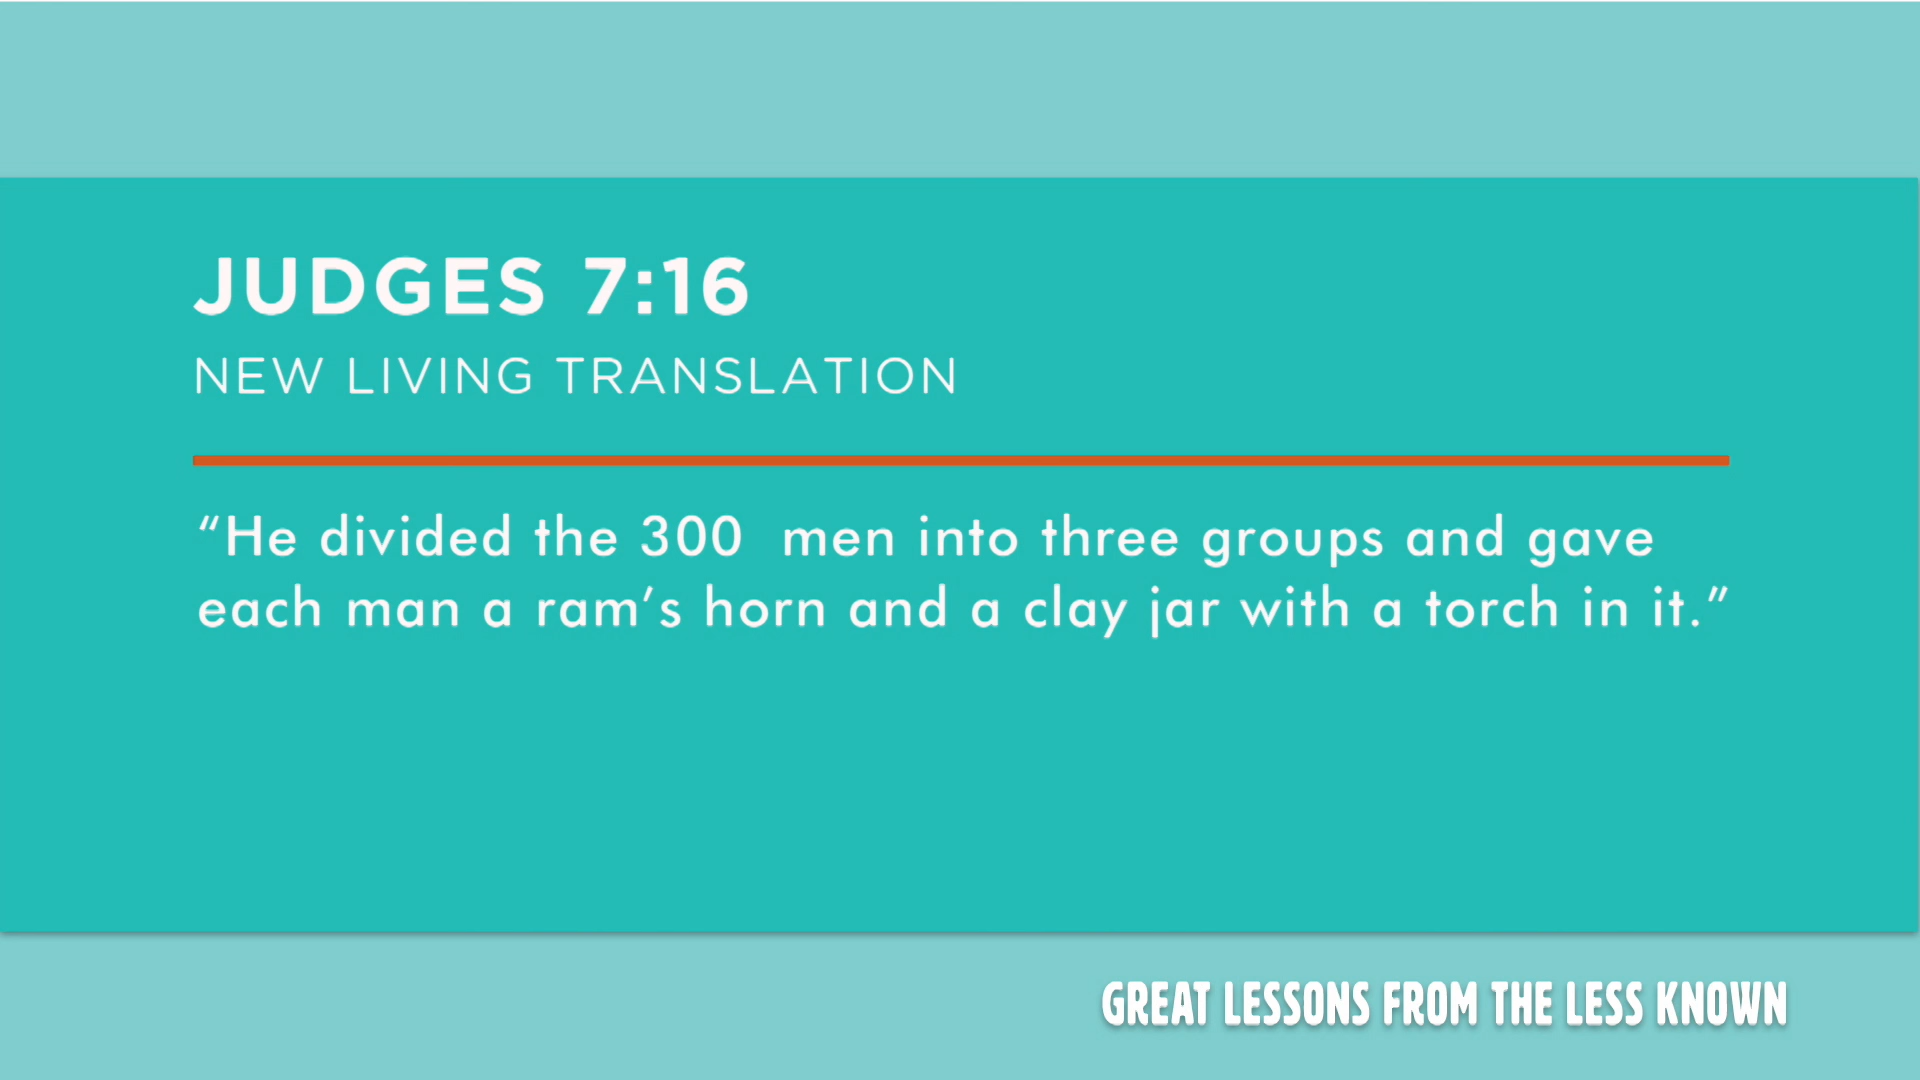 JUDGES 7:16
NEW LIVING TRANSLATION
“He divided the 300  men into three groups and gave
each man a ram’s horn and a clay jar with a torch in it.”
GREAT LESSONS FROM THE LESS KNOWN